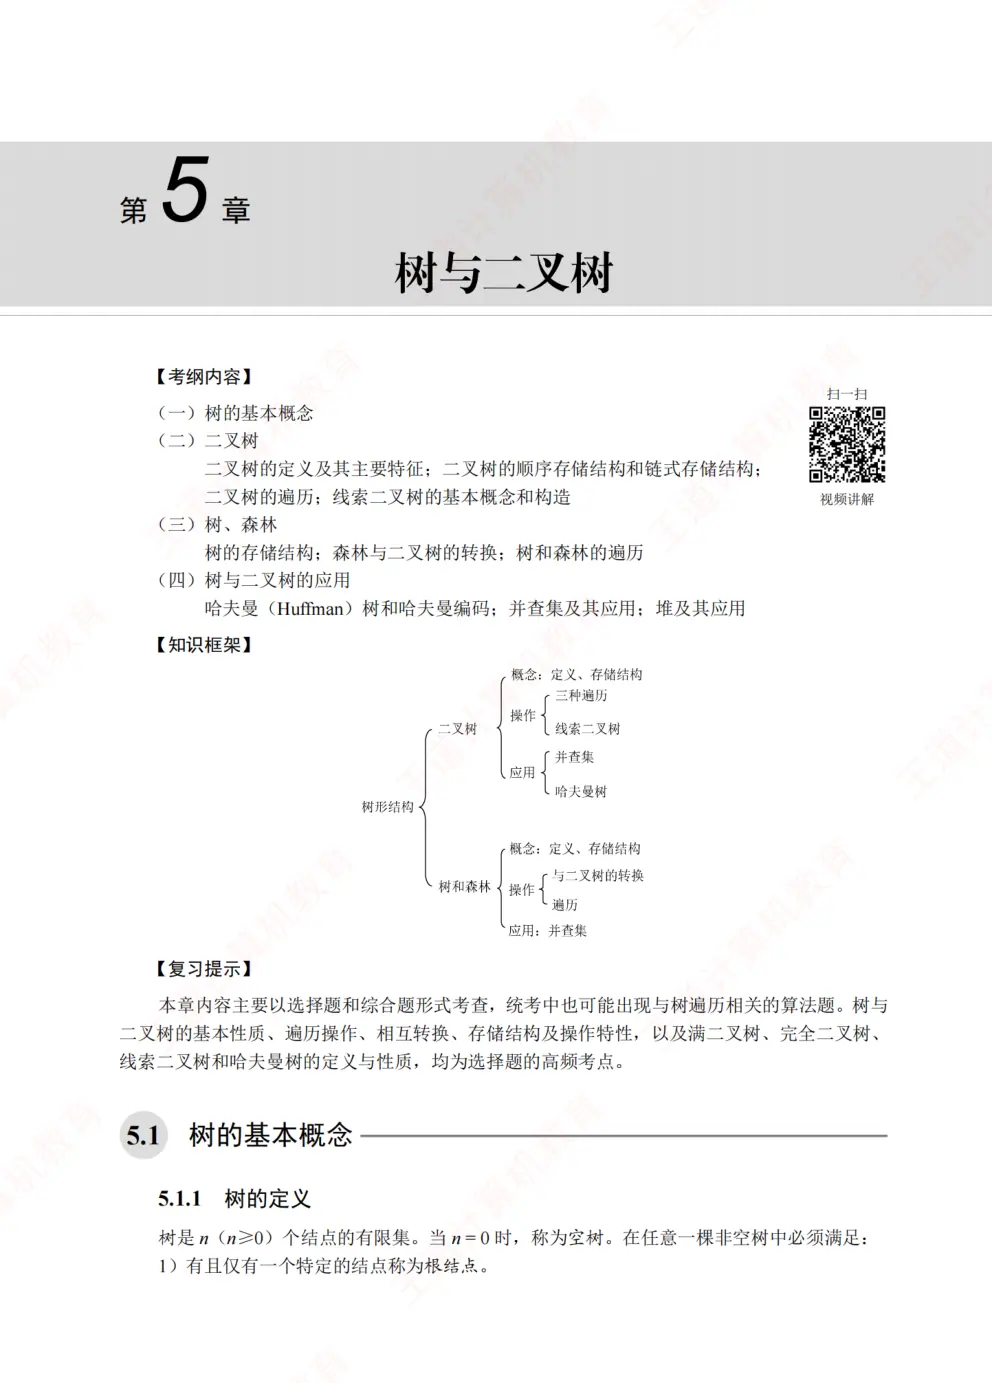 第5章
树与二叉树
【考纲内容】
（一）树的基本概念
（二）二叉树
二叉树的定义及其主要特征；二叉树的顺序存储结构和链式存储结构；
二叉树的遍历；线索二叉树的基本概念和构造
（三）树、森林
树的存储结构；森林与二叉树的转换；树和森林的遍历
（四）树与二叉树的应用
哈夫曼（Huffman）树和哈夫曼编码；并查集及其应用；堆及其应用
扫一扫
视频讲解
【知识框架】
概念：定义、存储结构
三种遍历
操作
线索二叉树
二叉树
并查集
应用
哈夫曼树
树形结构
概念：定义、存储结构
与二叉树的转换
树和森林
操作
遍历
应用：并查集
【复习提示】
本章内容主要以选择题和综合题形式考查，统考中也可能出现与树遍历相关的算法题。树与
二叉树的基本性质、遍历操作、相互转换、存储结构及操作特性，以及满二叉树、完全二叉树、
线索二叉树和哈夫曼树的定义与性质，均为选择题的高频考点。
5.1 树的基本概念
5.1.1 树的定义
树是 n（n≥0）个结点的有限集。当 n = 0 时，称为空树。在任意一棵非空树中必须满足：
1）有且仅有一个特定的结点称为根结点。
王道计算机教育